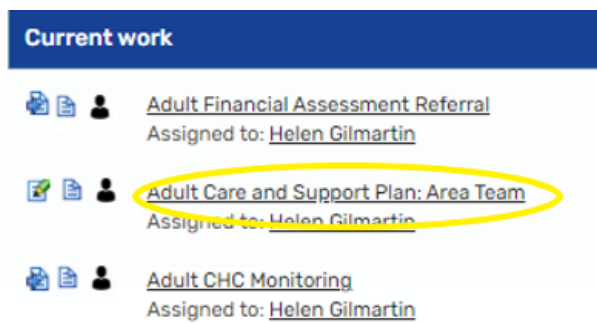 Current work
Adult Financial Assessment Referral
Assigned to: Helen Gilmartin
Adult Care and Support Plan: Area Team
Assigned to: Helen Gilmartin
Adult CHC Monitoring
Assigned to: Helen Gilmartin